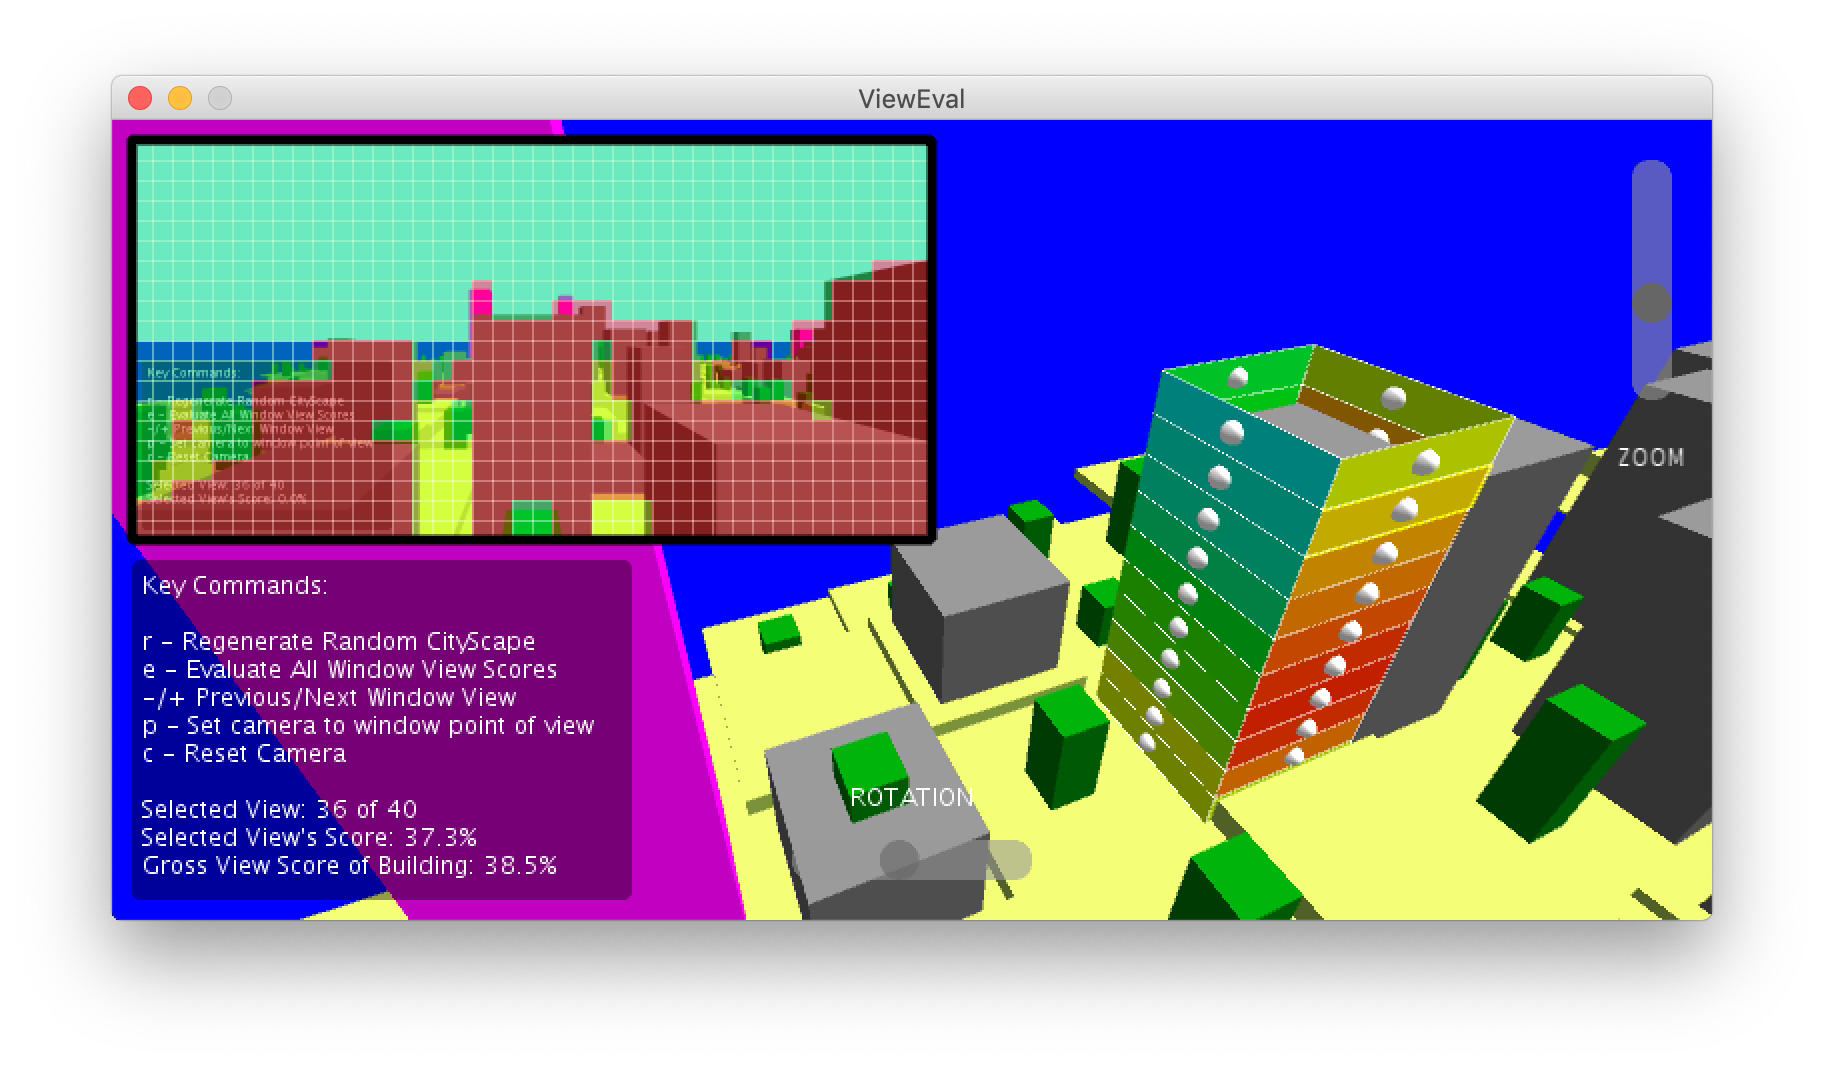 ViewEval
Key Commands:
r - Regenerate Random CityScape
e - Evaluate All Window View Scores
-/+ Previous/Next Window View
p - Set camera to window point of view
c - Reset Camera
Selected View: 36 of 40
Selected View's Score: 0.0%
ZOOM
Key Commands:
r - Regenerate Random CityScape
e - Evaluate All Window View Scores
-/+ Previous/Next Window View
p - Set camera to window point of view
c - Reset Camera
Selected View: 36 of 40
Selected View's Score: 37.3%
Gross View Score of Building: 38.5%
ROTATION